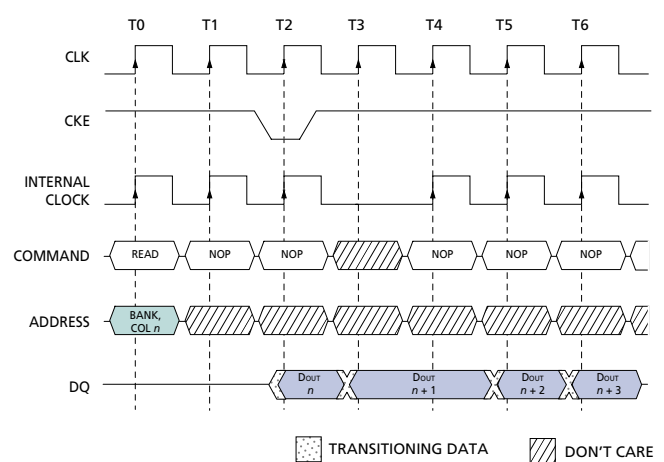 T0 T1 T2 T3 T4 T5 T6
CLK
CKE
INTERNAL
CLOCK
COMMAND READ NOP NOP NOP NOP NOP
ADDRESS BANK,
COL n
DQ DOUT
n DOUT
n + 1 DOUT
n + 2 DOUT
n + 3
TRANSITIONING DATA DON'T CARE